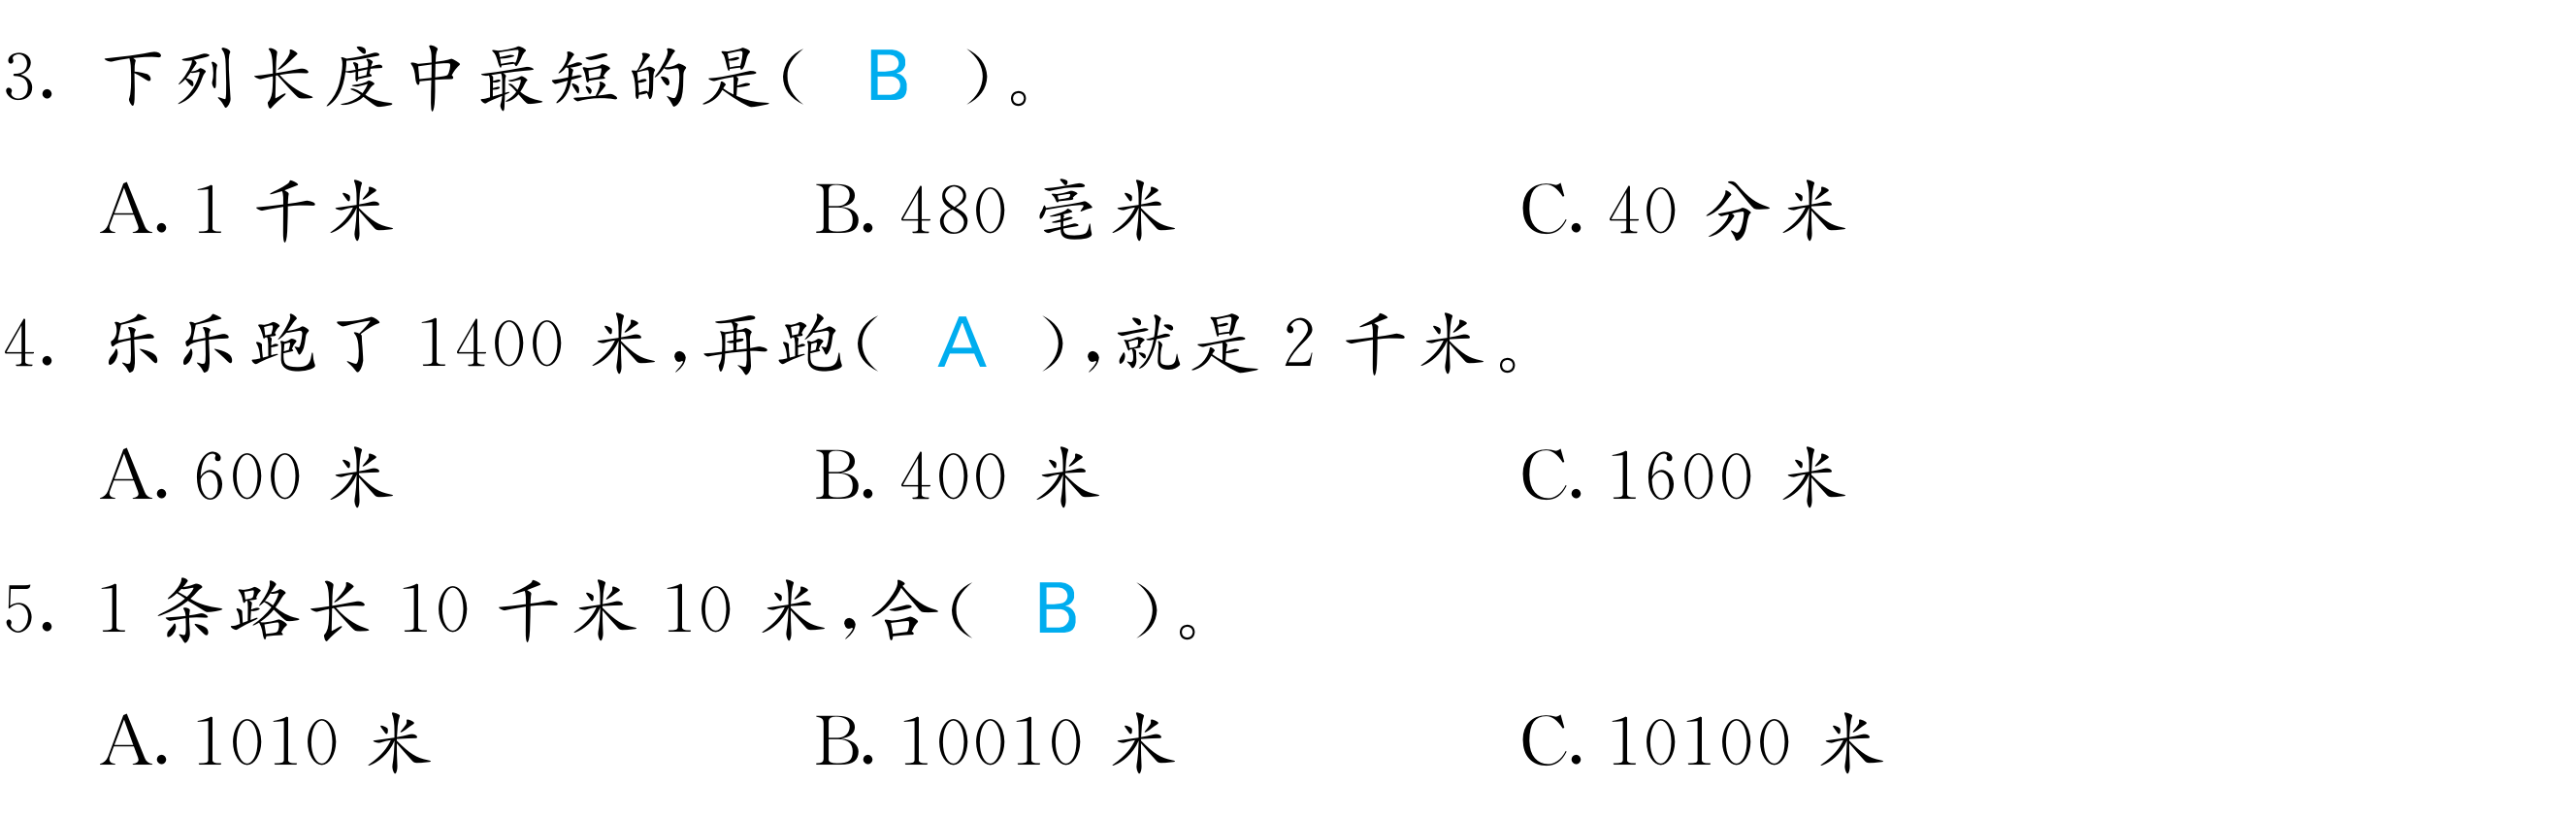 3. 下列长度中最短的是( B )。
A. 1 千米 B. 480 毫米 C. 40 分米
4. 乐乐跑了 1400 米,再跑( A ),就是 2 千米。
A. 600 米 B. 400 米 C. 1600 米
5. 1 条路长 10 千米 10 米,合( B )。
A. 1010 米 B. 10010 米 C. 10100 米